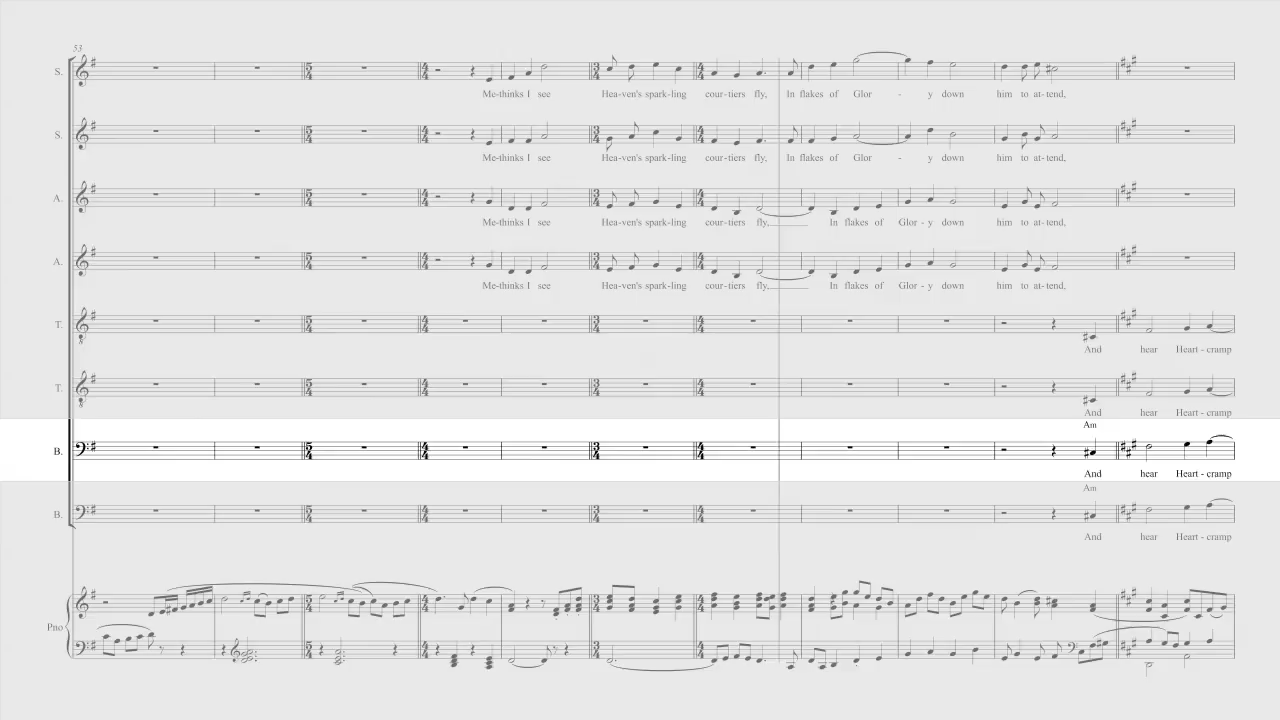 53
S.
Me-thinks I see Hea-ven's spark-ling cour-tiers fly, In flakes of Glor - y down him to at-tend,
S.
Me-thinks I see Hea-ven's spark-ling cour-tiers fly, In flakes of Glor - y down him to at-tend,
A.
Me-thinks I see Hea-ven's spark-ling cour-tiers fly, In flakes of Glor - y down him to at-tend,
A.
Me-thinks I see Hea-ven's spark-ling cour-tiers fly, In flakes of Glor - y down him to at-tend,
T.
And hear Heart - cramp
T.
And hear Heart - cramp
Am
B.
And hear Heart - cramp
Am
B.
And hear Heart - cramp
Pno